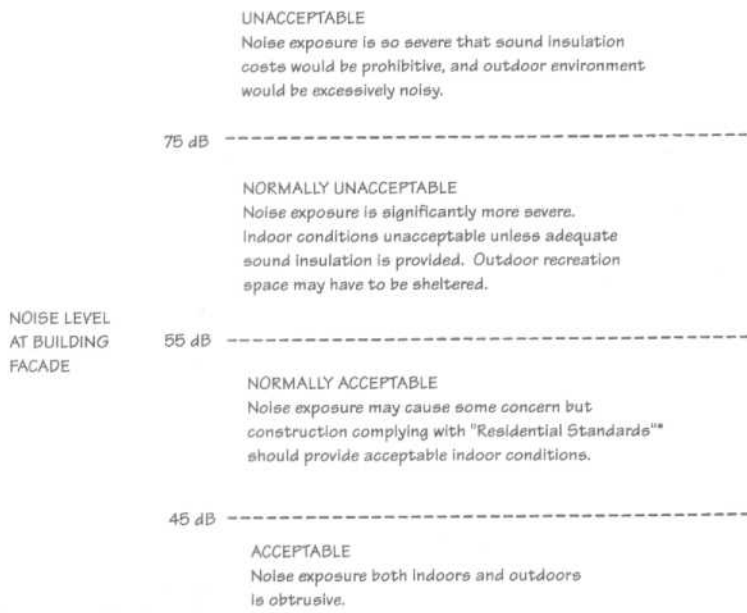 UNACCEPTABLE
Noise exposure is so severe that sound insulation
costs would be prohibitive, and outdoor environment
would be excessively noisy.
75 dB
NORMALLY UNACCEPTABLE
Noise exposure is significantly more severe.
Indoor conditions unacceptable unless adequate
sound insulation is provided. Outdoor recreation
space may have to be sheltered.
NOISE LEVEL
AT BUILDING
FACADE
55 dB
NORMALLY ACCEPTABLE
Noise exposure may cause some concern but
construction complying with "Residential Standards"*
should provide acceptable indoor conditions.
45 dB
ACCEPTABLE
Noise exposure both indoors and outdoors
is obtrusive.